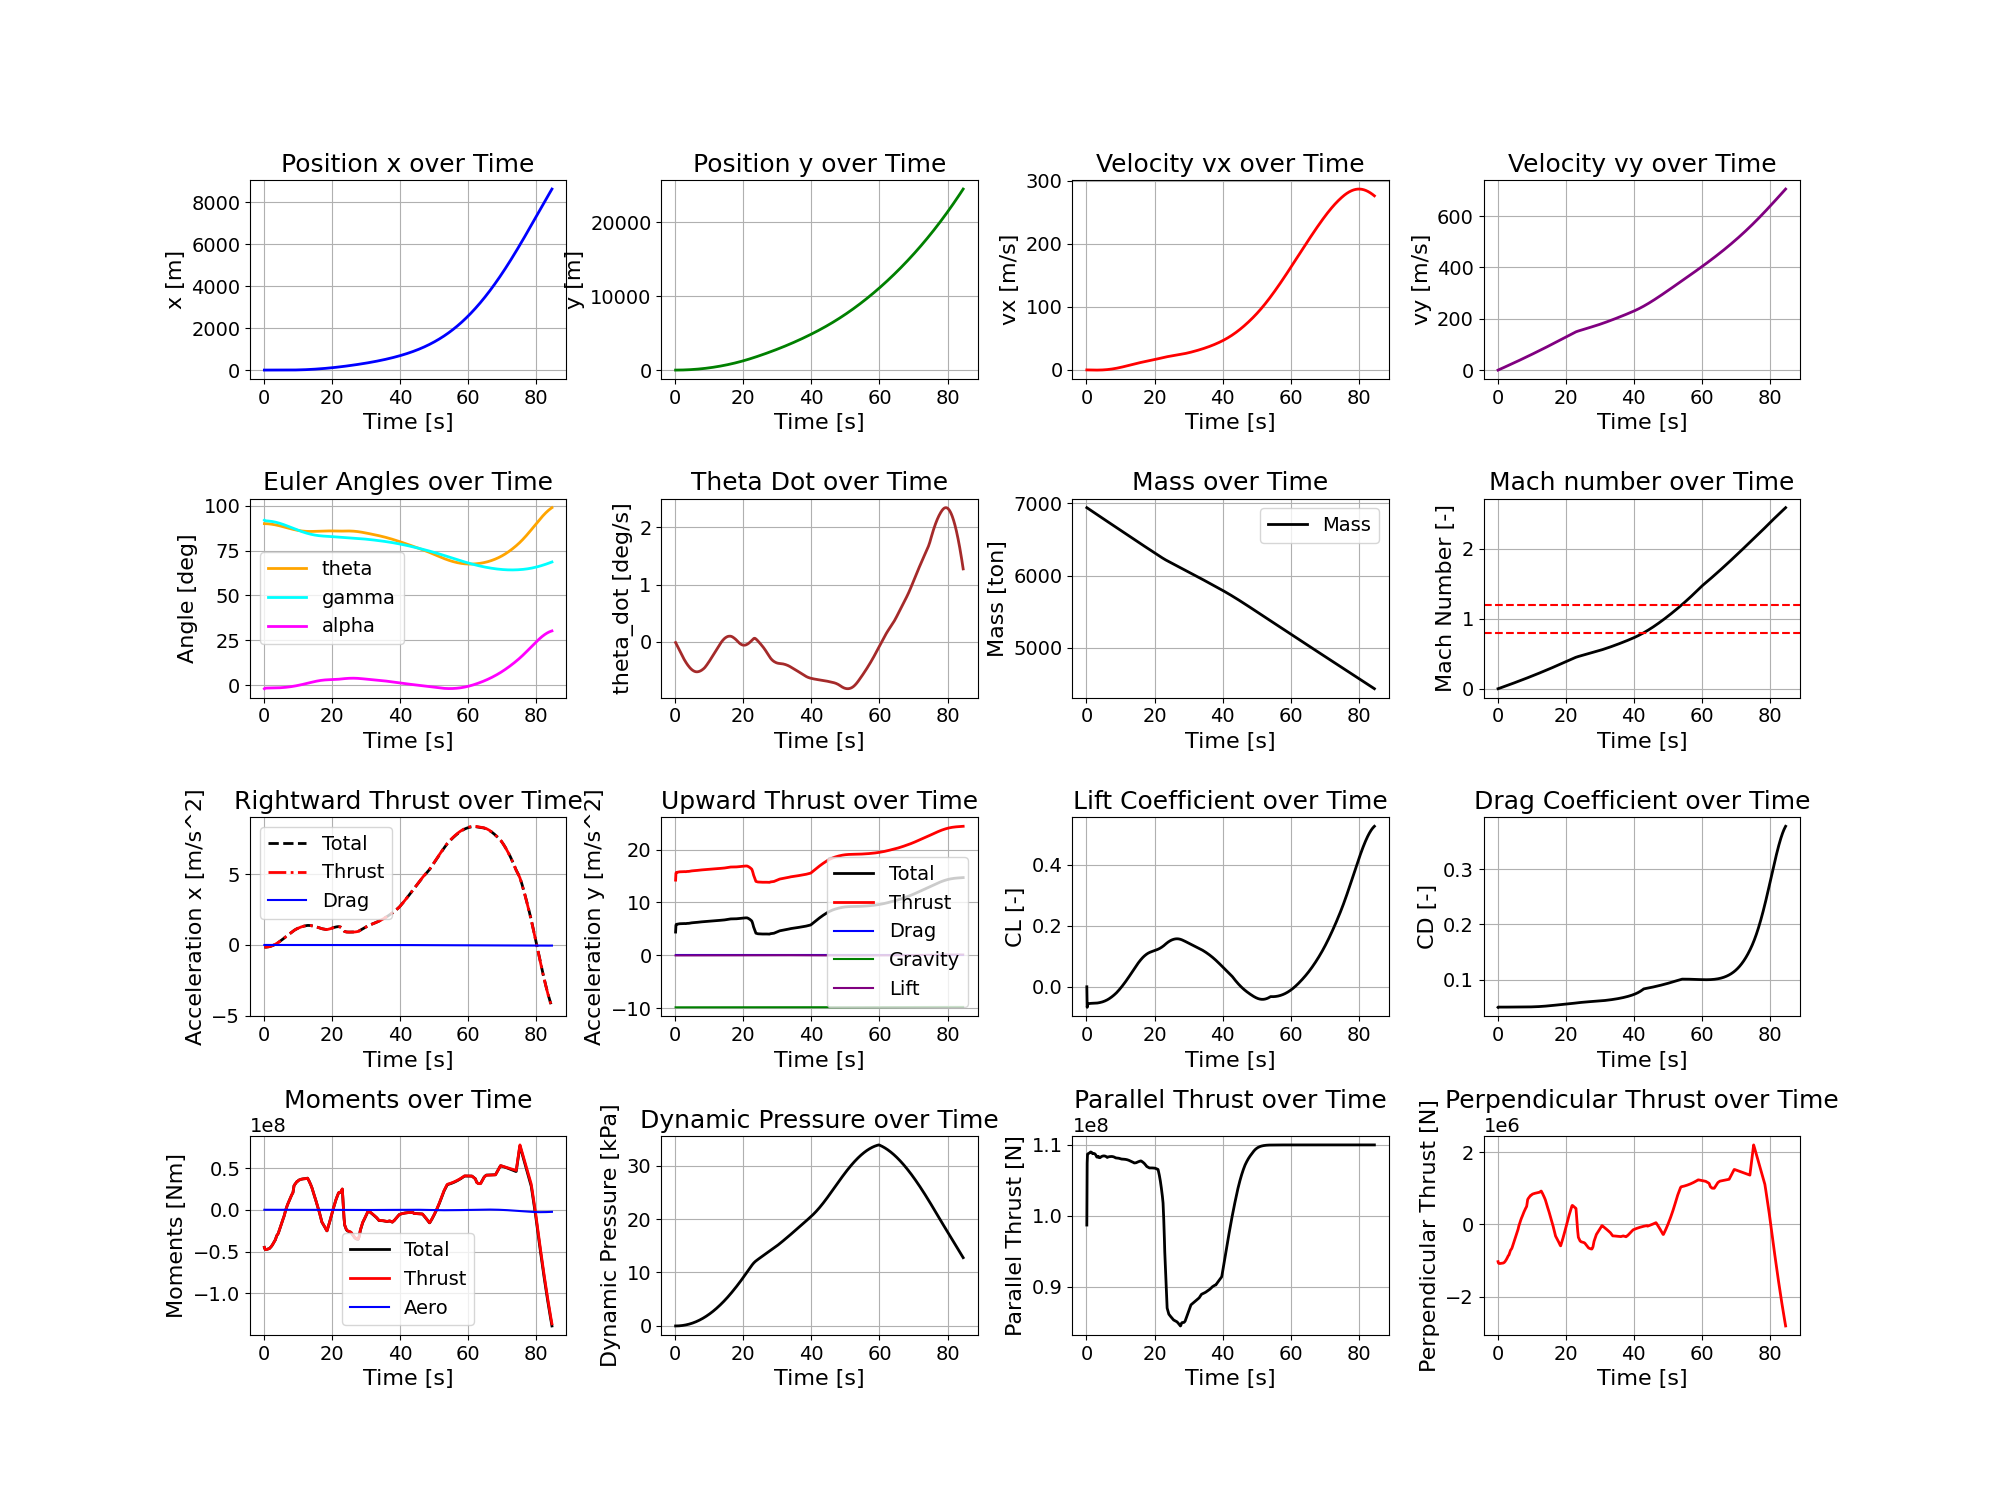 Position x over Time
x [m]
8000
6000
4000
2000
0
0 20 40 60 80
Time [s]
Position y over Time
y [m]
20000
10000
0
0 20 40 60 80
Time [s]
Velocity vx over Time
vx [m/s]
300
200
100
0
0 20 40 60 80
Time [s]
Velocity vy over Time
vy [m/s]
600
400
200
0
0 20 40 60 80
Time [s]
Euler Angles over Time
Angle [deg]
100
75
50
25
0
theta
gamma
alpha
0 20 40 60 80
Time [s]
Theta Dot over Time
theta_dot [deg/s]
2
1
0
0 20 40 60 80
Time [s]
Mass over Time
Mass [ton]
7000
6000
5000
Mass
0 20 40 60 80
Time [s]
Mach number over Time
Mach Number [-]
2
1
0
0 20 40 60 80
Time [s]
Rightward Thrust over Time
Acceleration x [m/s^2]
5
0
−5
Total
Thrust
Drag
0 20 40 60 80
Time [s]
Upward Thrust over Time
Acceleration y [m/s^2]
20
10
0
−10
Total
Thrust
Drag
Gravity
Lift
0 20 40 60 80
Time [s]
Lift Coefficient over Time
CL [-]
0.4
0.2
0.0
0 20 40 60 80
Time [s]
Drag Coefficient over Time
CD [-]
0.3
0.2
0.1
0 20 40 60 80
Time [s]
Moments over Time
1e8
Moments [Nm]
0.5
0.0
−0.5
−1.0
Total
Thrust
Aero
0 20 40 60 80
Time [s]
Dynamic Pressure over Time
Dynamic Pressure [kPa]
30
20
10
0
0 20 40 60 80
Time [s]
Parallel Thrust over Time
1e8
Parallel Thrust [N]
1.1
1.0
0.9
0 20 40 60 80
Time [s]
Perpendicular Thrust over Time
1e6
Perpendicular Thrust [N]
2
0
−2
0 20 40 60 80
Time [s]